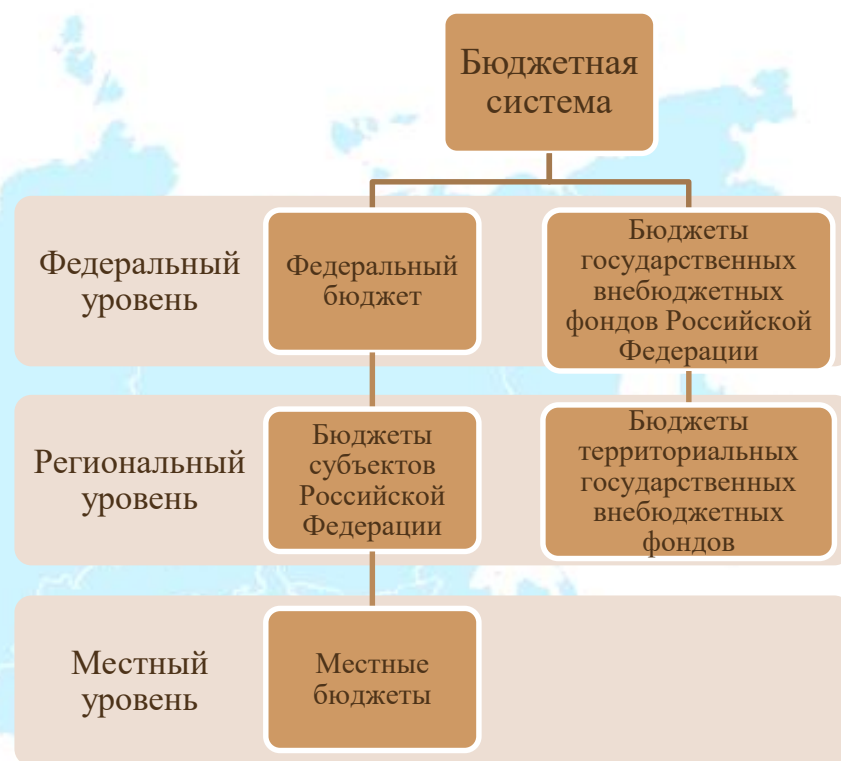 Бюджетная
система
Федеральный
уровень
Федеральный
бюджет
Бюджеты
государственных
внебюджетных
фондов Российской
Федерации
Региональный
уровень
Бюджеты
субъектов
Российской
Федерации
Бюджеты
территориальных
государственных
внебюджетных
фондов
Местный
уровень
Местные
бюджеты